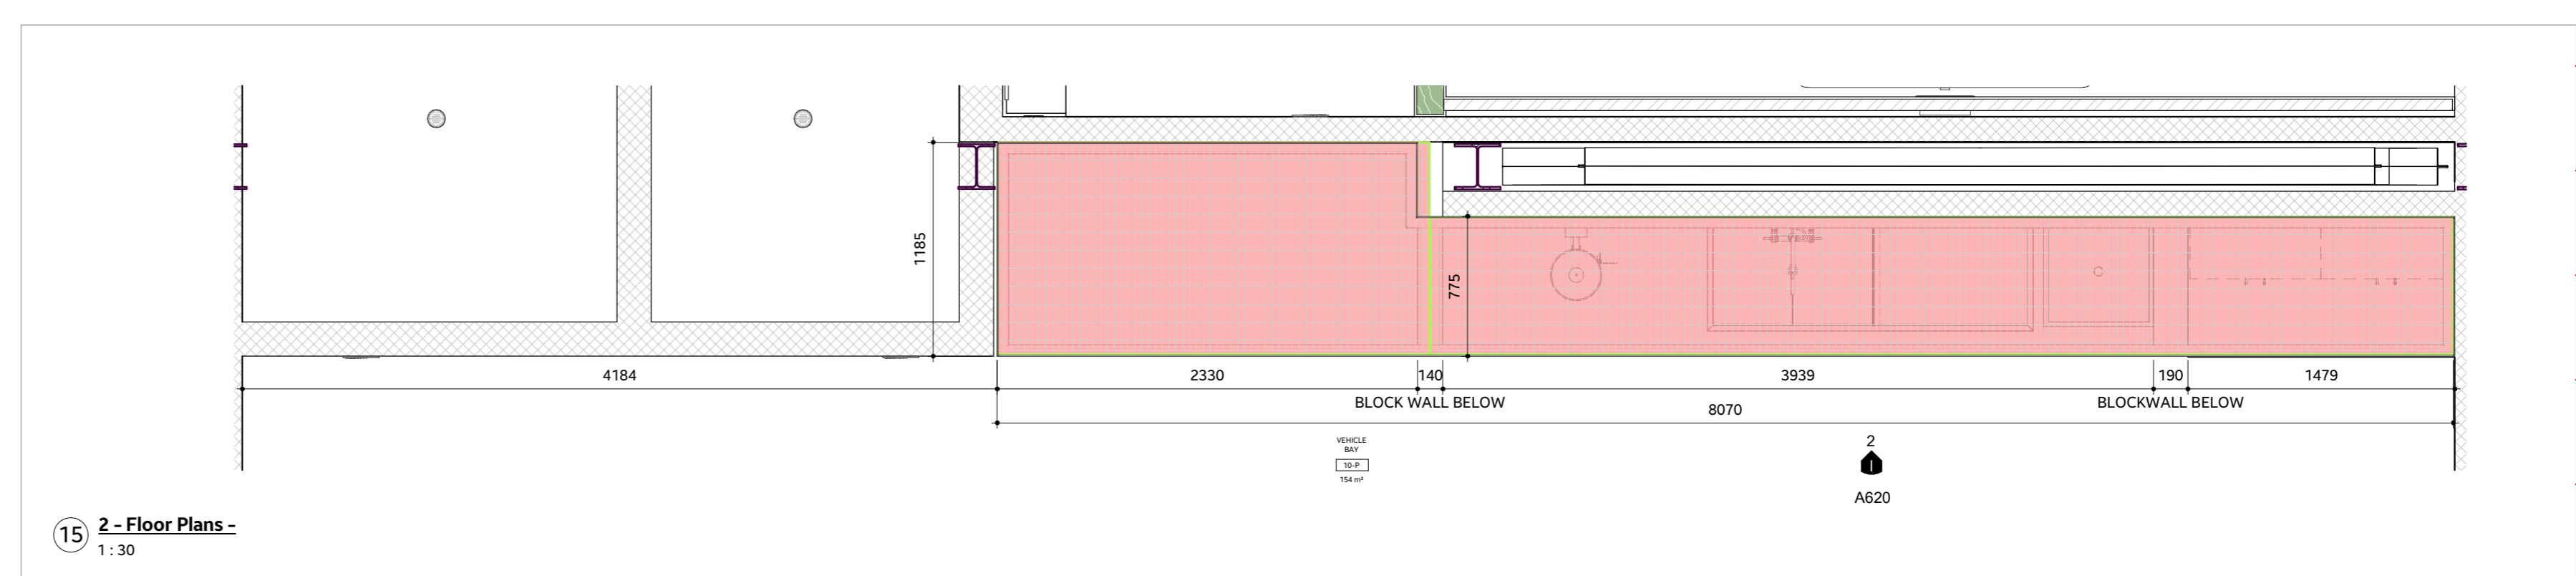 1185
775
4184
2330
140
3939
190
1479
BLOCK WALL BELOW
8070
BLOCKWALL BELOW
VEHICLE
BAY
10-P
154 m²
2
A620
15
2 - Floor Plans -
1 : 30